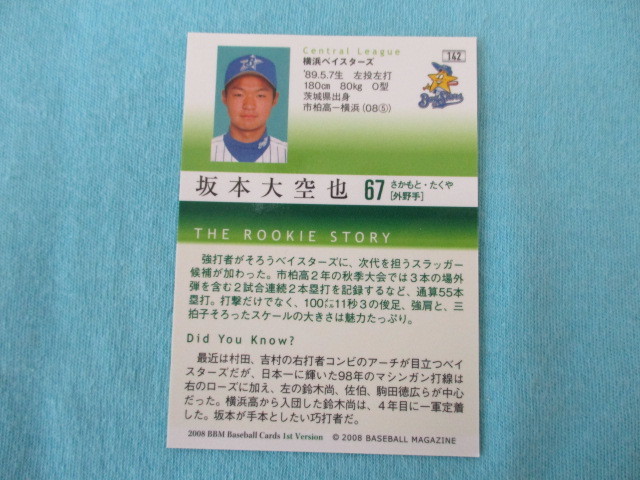 Central League
142
横浜ベイスターズ
'89.5.7生 左投左打
180㎝ 80㎏ O型
茨城県出身
市柏高ー横浜(08⑤)
BayStars
坂本大空也 67 さかもと・たくや
[外野手]
THE ROOKIE STORY
強打者がそろうベイスターズに、次代を担うスラッガー
候補が加わった。市柏高2年の秋季大会では3本の場外
弾を含む2試合連続2本塁打を記録するなど、通算55本
塁打。打撃だけでなく、100㍍11秒3の俊足、強肩と、三
拍子そろったスケールの大きさは魅力たっぷり。
Did You Know?
最近は村田、吉村の右打者コンビのアーチが目立つベイ
スターズだが、日本一に輝いた98年のマシンガン打線は
右のローズに加え、左の鈴木尚、佐伯、駒田徳広らが中心
だった。横浜高から入団した鈴木尚は、4年目に一軍定着
した。坂本が手本としたい巧打者だ。
2008 BBM Baseball Cards 1st Version © 2008 BASEBALL MAGAZINE